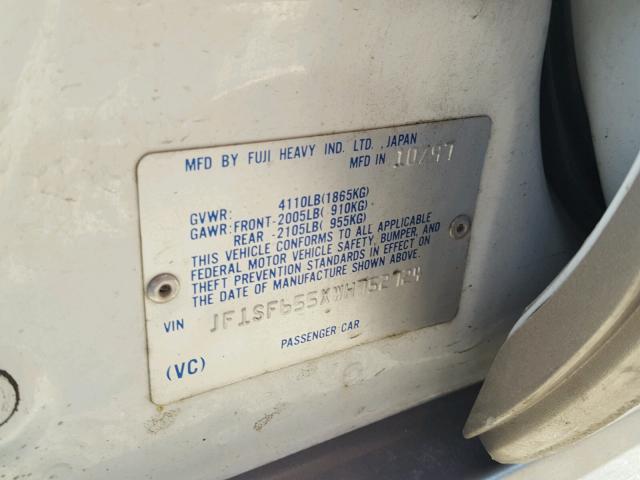 MFD BY FUJI HEAVY IND. LTD. ,JAPAN
MFD IN 10/97
GVWR: 4110LB(1865KG)
GAWR:FRONT-2005LB( 910KG)
REAR -2105LB( 955KG)
THIS VEHICLE CONFORMS TO ALL APPLICABLE
FEDERAL MOTOR VEHICLE SAFETY, BUMPER, AND
THEFT PREVENTION STANDARDS IN EFFECT ON
THE DATE OF MANUFACTURE SHOWN ABOVE.
VIN JF1SF655XWH752724
PASSENGER CAR
(VC)